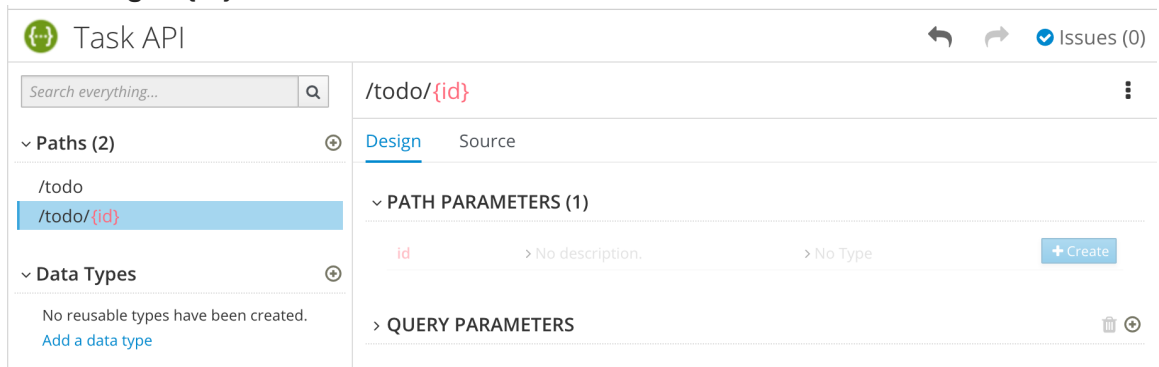 Task API
Issues (0)
Search everything...
Paths (2)
/todo
/todo/{id}
Data Types
No reusable types have been created.
Add a data type
/todo/{id}
Design Source
PATH PARAMETERS (1)
id No description. No Type Create
QUERY PARAMETERS